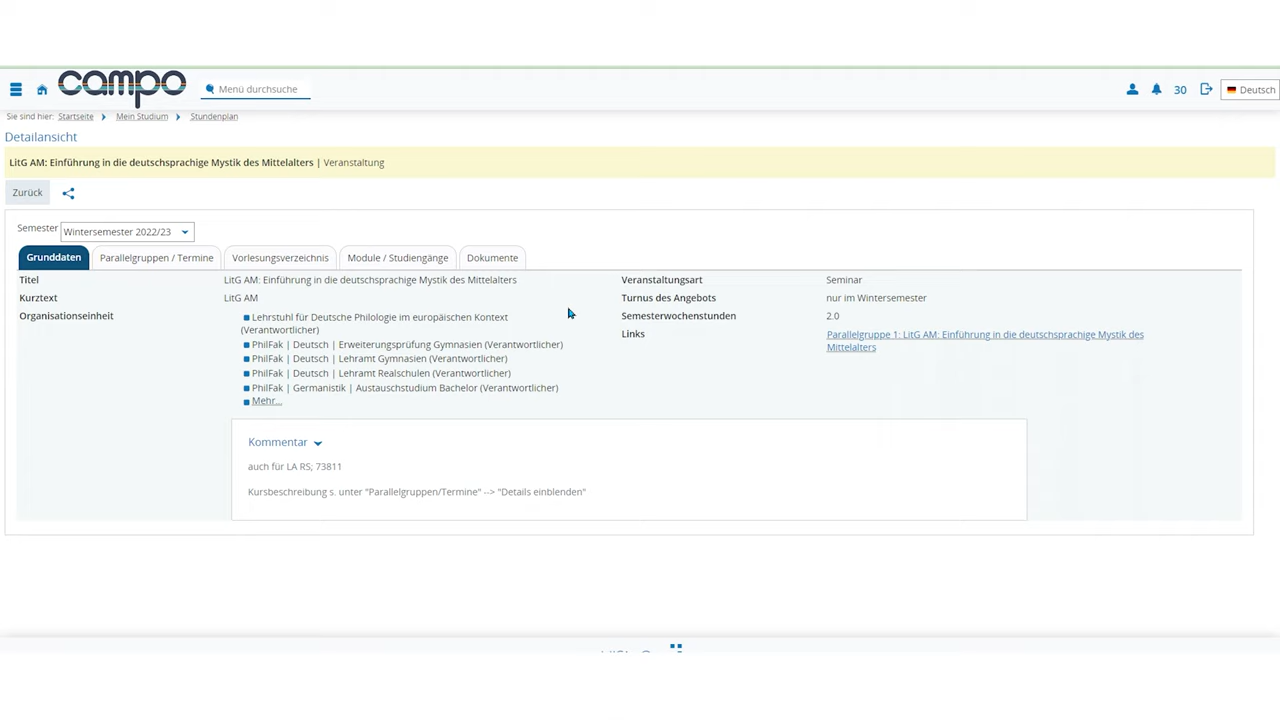 campo
Menü durchsuche
30
Deutsch
Sie sind hier: Startseite Mein Studium Stundenplan
Detailansicht
LitG AM: Einführung in die deutschsprachige Mystik des Mittelalters | Veranstaltung
Zurück
Semester Wintersemester 2022/23
Grunddaten Parallelgruppen / Termine Vorlesungsverzeichnis Module / Studiengänge Dokumente
Titel LitG AM: Einführung in die deutschsprachige Mystik des Mittelalters
Kurztext LitG AM
Organisationseinheit
Lehrstuhl für Deutsche Philologie im europäischen Kontext
(Verantwortlicher)
PhilFak | Deutsch | Erweiterungsprüfung Gymnasien (Verantwortlicher)
PhilFak | Deutsch | Lehramt Gymnasien (Verantwortlicher)
PhilFak | Deutsch | Lehramt Realschulen (Verantwortlicher)
PhilFak | Germanistik | Austauschstudium Bachelor (Verantwortlicher)
Mehr...
Veranstaltungsart Seminar
Turnus des Angebots nur im Wintersemester
Semesterwochenstunden 2.0
Links Parallelgruppe 1: LitG AM: Einführung in die deutschsprachige Mystik des
Mittelalters
Kommentar
auch für LA RS; 73811
Kursbeschreibung s. unter "Parallelgruppen/Termine" --> "Details einblenden"